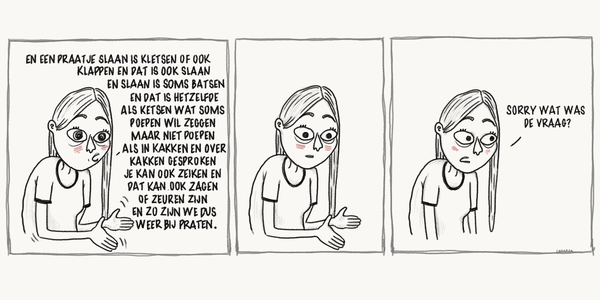 EN EEN PRAATJE SLAAN IS KLETSEN OF OOK
KLAPPEN EN DAT IS OOK SLAAN
EN SLAAN IS SOMS BATSEN
EN DAT IS HETZELFDE
ALS KETSEN WAT SOMS
POEPEN WIL ZEGGEN
MAAR NIET POEPEN
ALS IN KAKKEN EN OVER
KAKKEN GESPROKEN
JE KAN OOK ZEIKEN EN
DAT KAN OOK ZAGEN
OF ZEUREN ZIJN
EN ZO ZIJN WE DUS
WEER BIJ PRATEN.
SORRY WAT WAS
DE VRAAG?